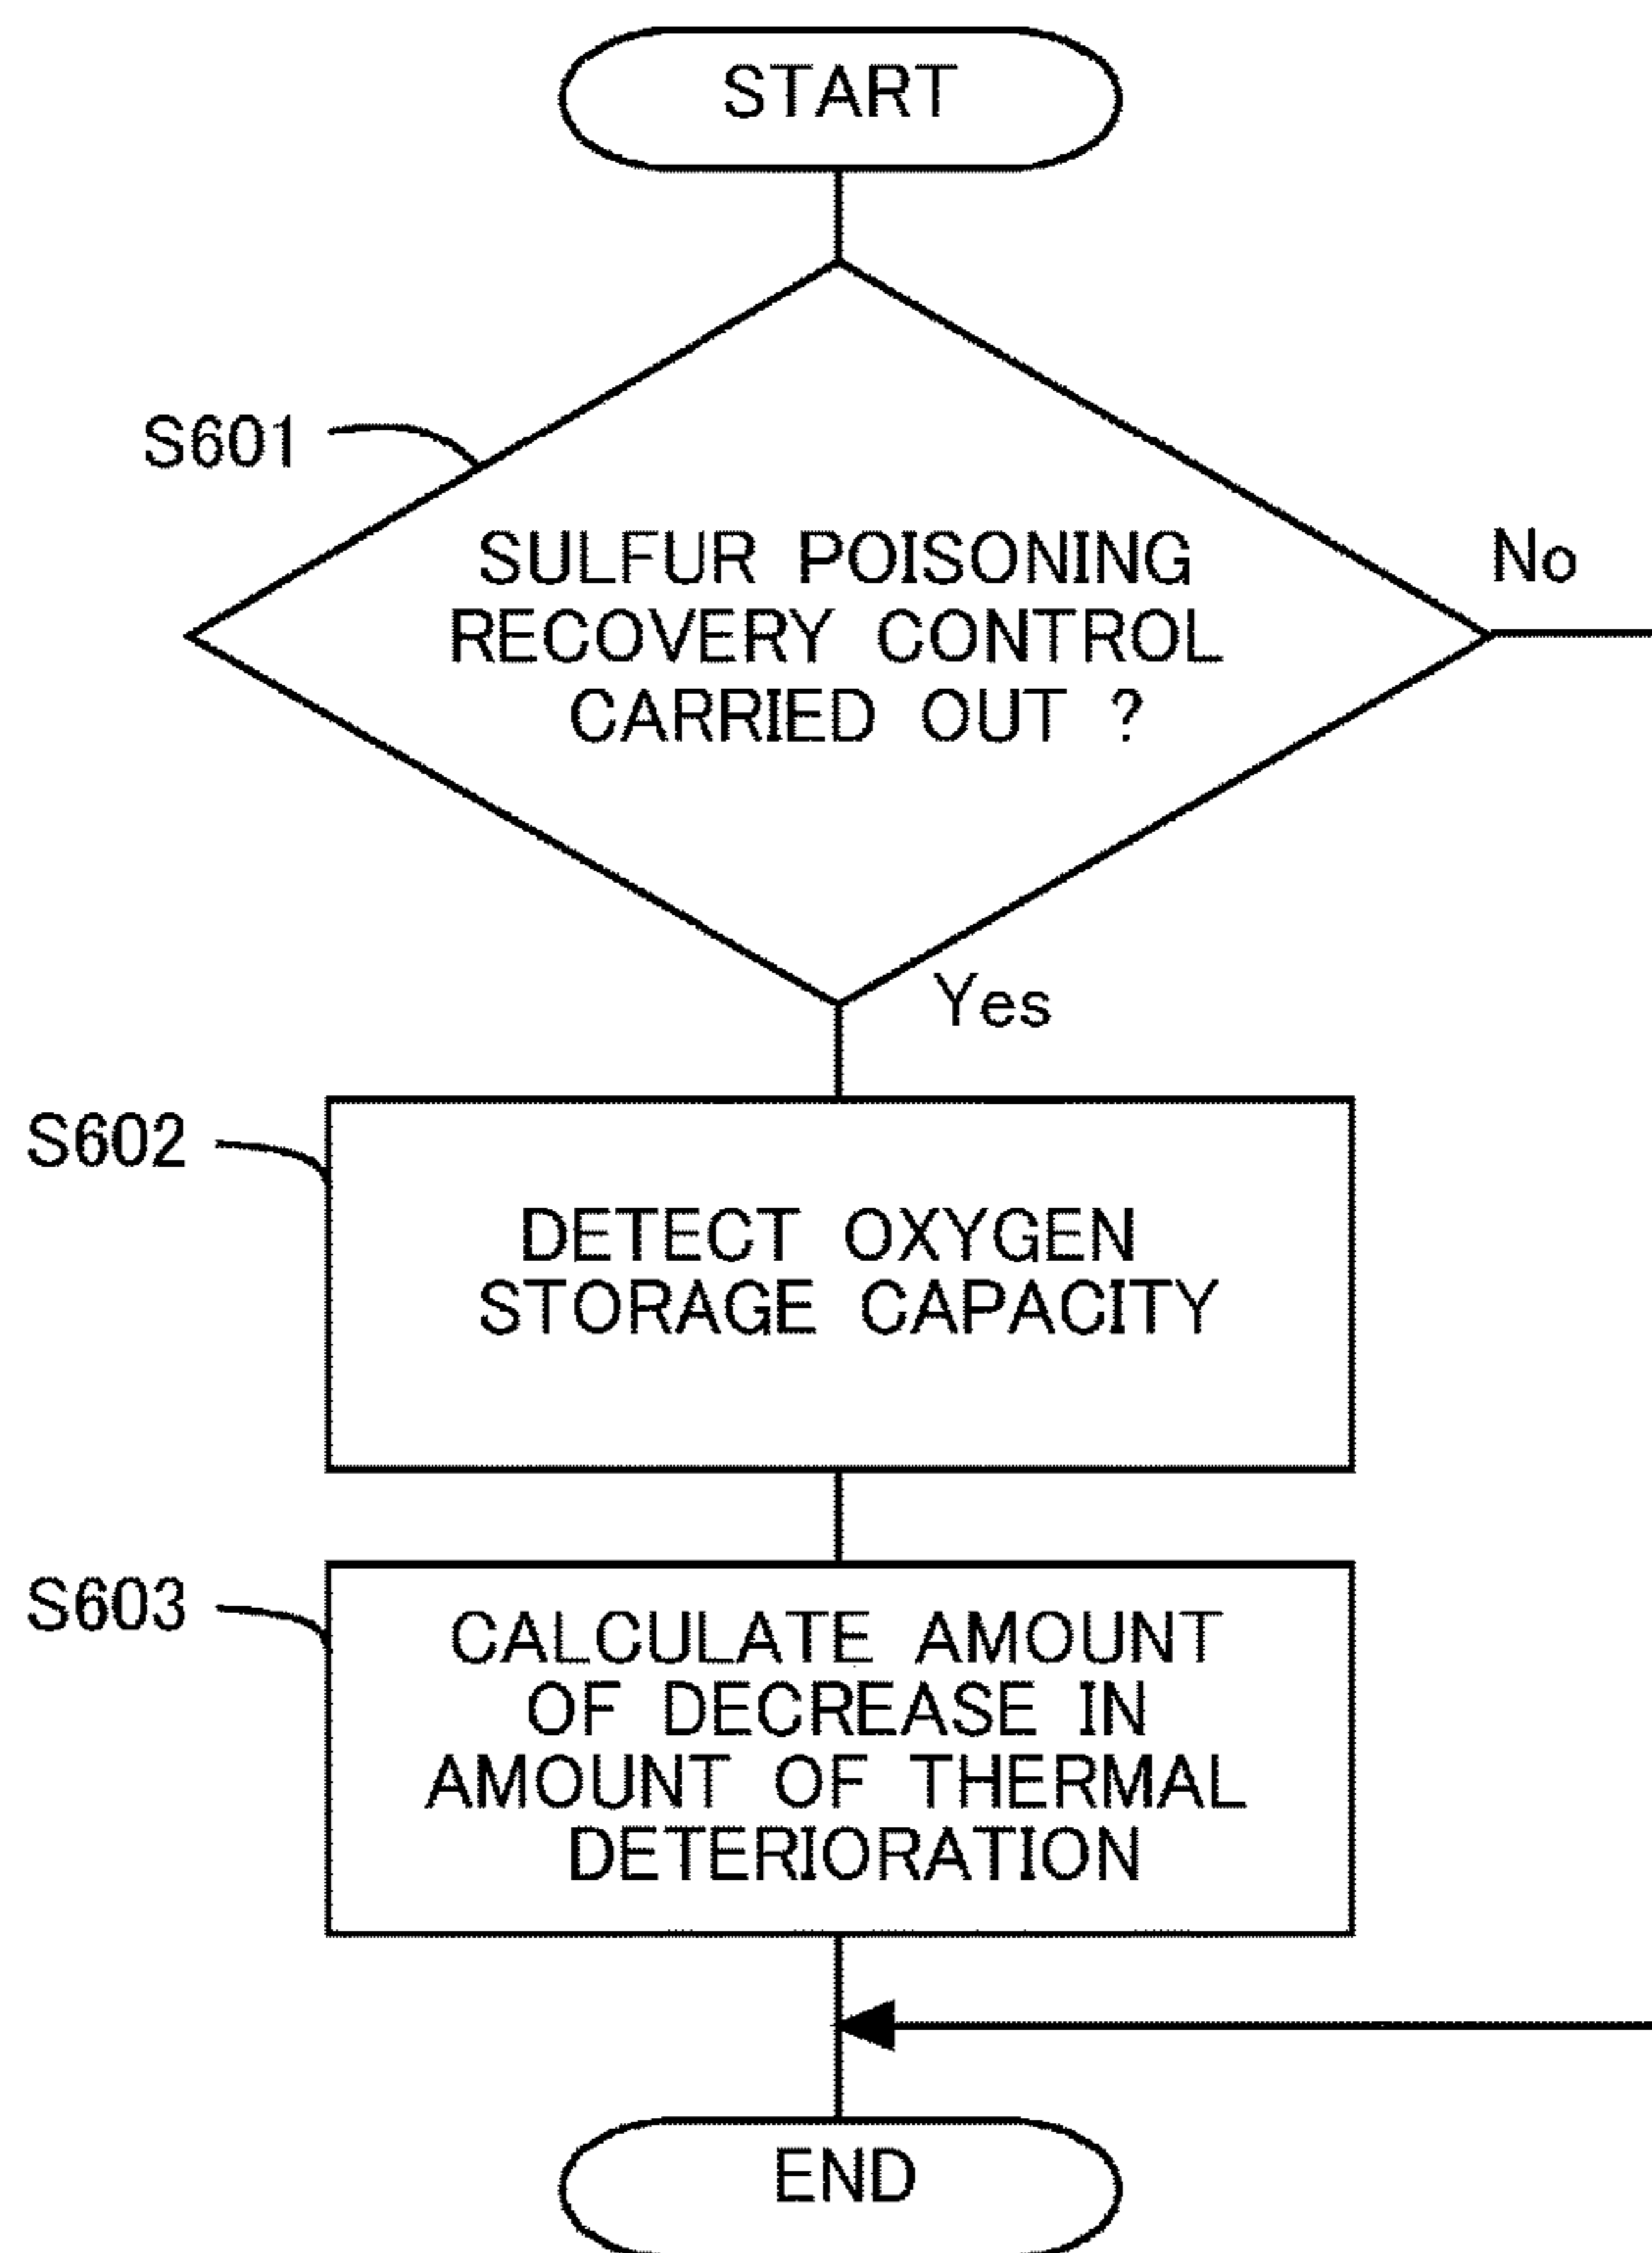 START
S601
SULFUR POISONING
RECOVERY CONTROL
CARRIED OUT ?
No
Yes
S602
DETECT OXYGEN
STORAGE CAPACITY
S603
CALCULATE AMOUNT
OF DECREASE IN
AMOUNT OF THERMAL
DETERIORATION
END